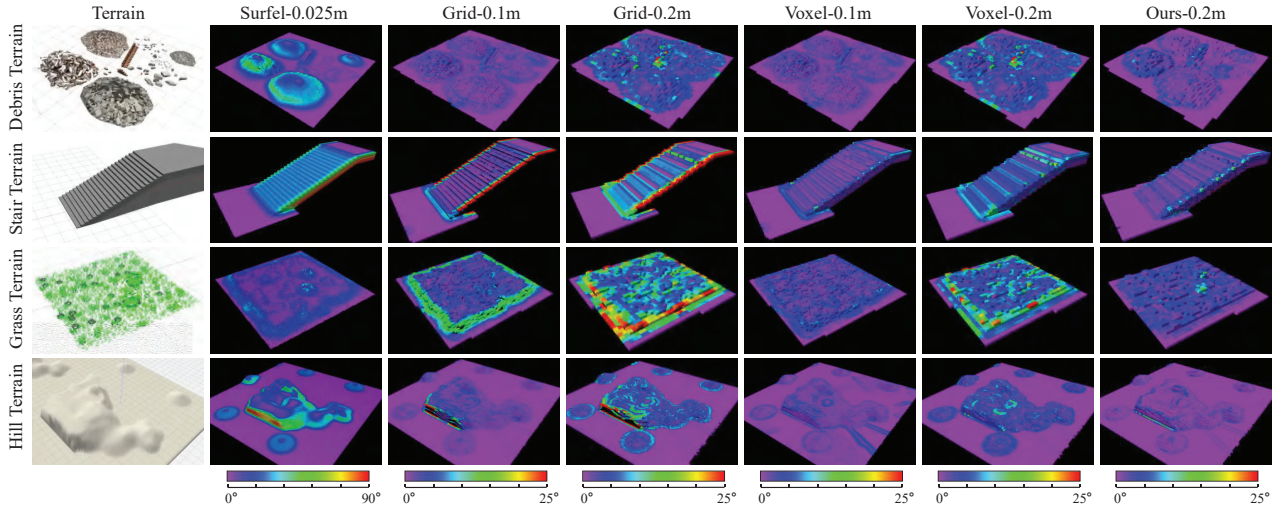 Terrain Surfel-0.025m Grid-0.1m Grid-0.2m Voxel-0.1m Voxel-0.2m Ours-0.2m
Debris Terrain
Stair Terrain
Grass Terrain
Hill Terrain
0° 90° 0° 25° 0° 25° 0° 25° 0° 25° 0° 25°